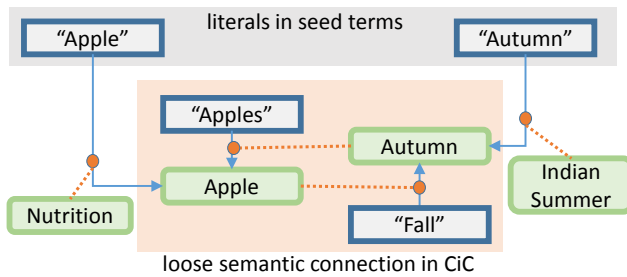 literals in seed terms
“Apple”
“Autumn”
“Apples”
Autumn
Apple
Indian
Summer
Nutrition
“Fall”
loose semantic connection in CiC